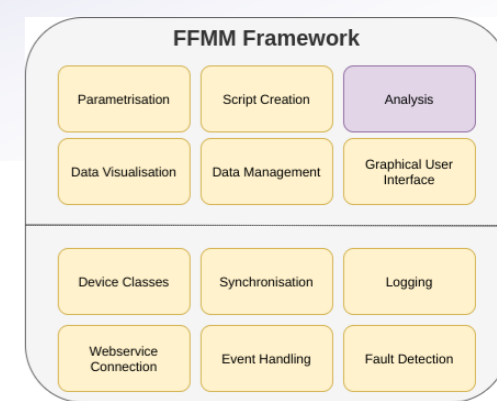 FFMM Framework
Parametrisation
Script Creation
Analysis
Data Visualisation
Data Management
Graphical User
Interface
Device Classes
Synchronisation
Logging
Webservice
Connection
Event Handling
Fault Detection